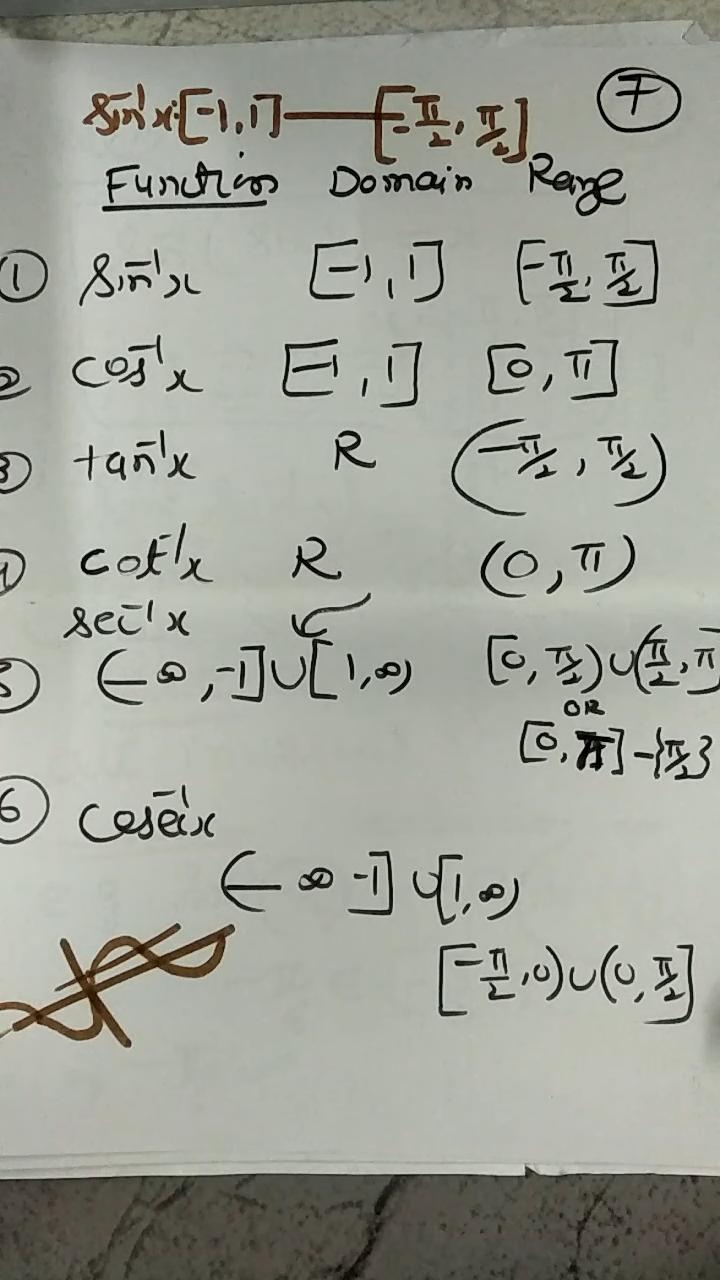 sin⁻¹x:[-1,1]——[-π/2, π/2]
7
Function Domain Range
1 sin⁻¹x [-1,1] [-π/2, π/2]
2 cos⁻¹x [-1,1] [0,π]
3 tan⁻¹x R (-π/2, π/2)
4 cot⁻¹x R (0,π)
sec⁻¹x
5 (-∞,-1]∪[1,∞) [0,π/2)∪(π/2,π]
OR
[0,π]-{π/2}
6 cosec⁻¹x
(-∞ -1]∪[1,∞)
[-π/2,0)∪(0,π/2]